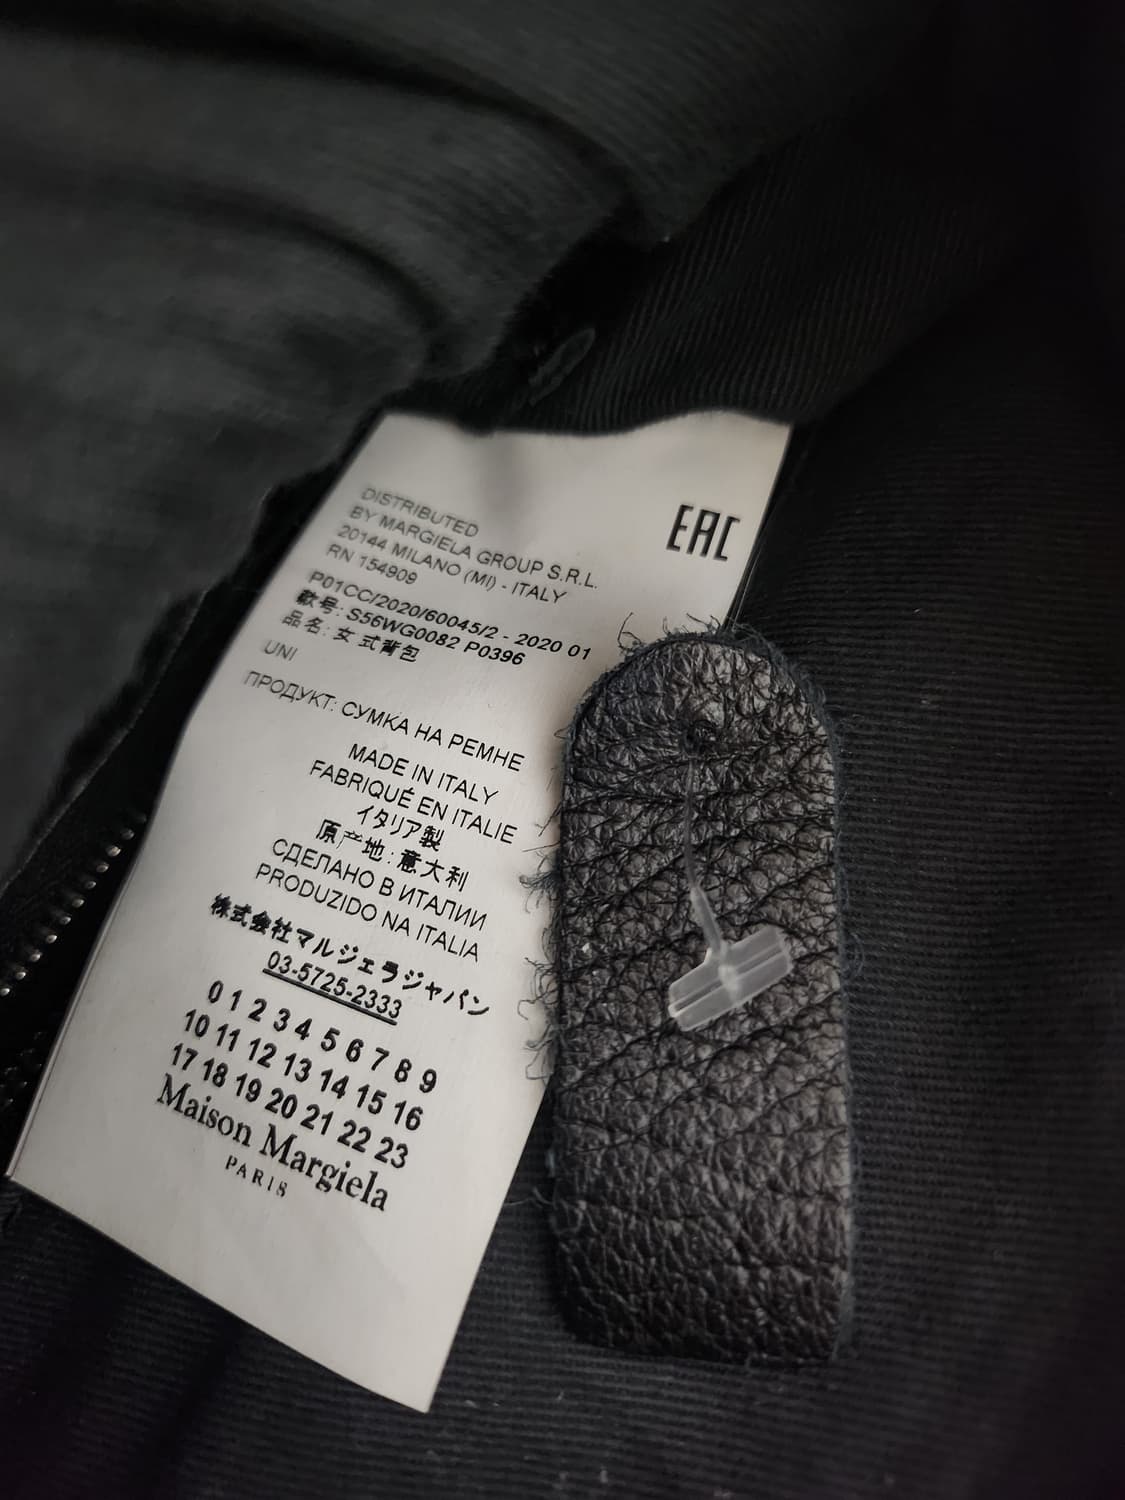 DISTRIBUTED
BY MARGIELA GROUP S.R.L.
20144 MILANO (MI) - ITALY
RN 154909
EAC
P01CC/2020/60045/2 - 2020 01
款号: S56WG0082 P0396
品名: 女 式背包
UNI
ПРОДУКТ: СУМКА НА РЕМНЕ
MADE IN ITALY
FABRIQUÉ EN ITALIE
イタリア製
原产地: 意大利
СДЕЛАНО В ИТАЛИИ
PRODUZIDO NA ITALIA
株式会社マルジェラジャパン
03-5725-2333
0 1 2 3 4 5 6 7 8 9
10 11 12 13 14 15 16
17 18 19 20 21 22 23
Maison Margiela
PARIS